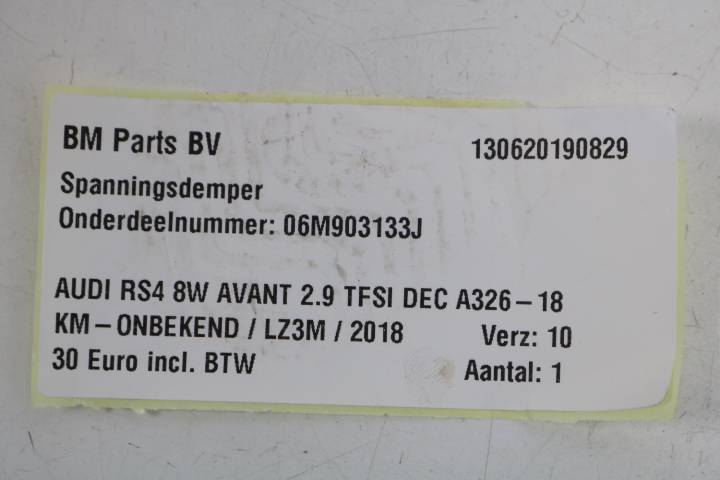 BM Parts BV 130620190829
Spanningsdemper
Onderdeelnummer: 06M903133J
AUDI RS4 8W AVANT 2.9 TFSI DEC A326-18
KM-ONBEKEND / LZ3M / 2018 Verz: 10
30 Euro incl. BTW Aantal: 1